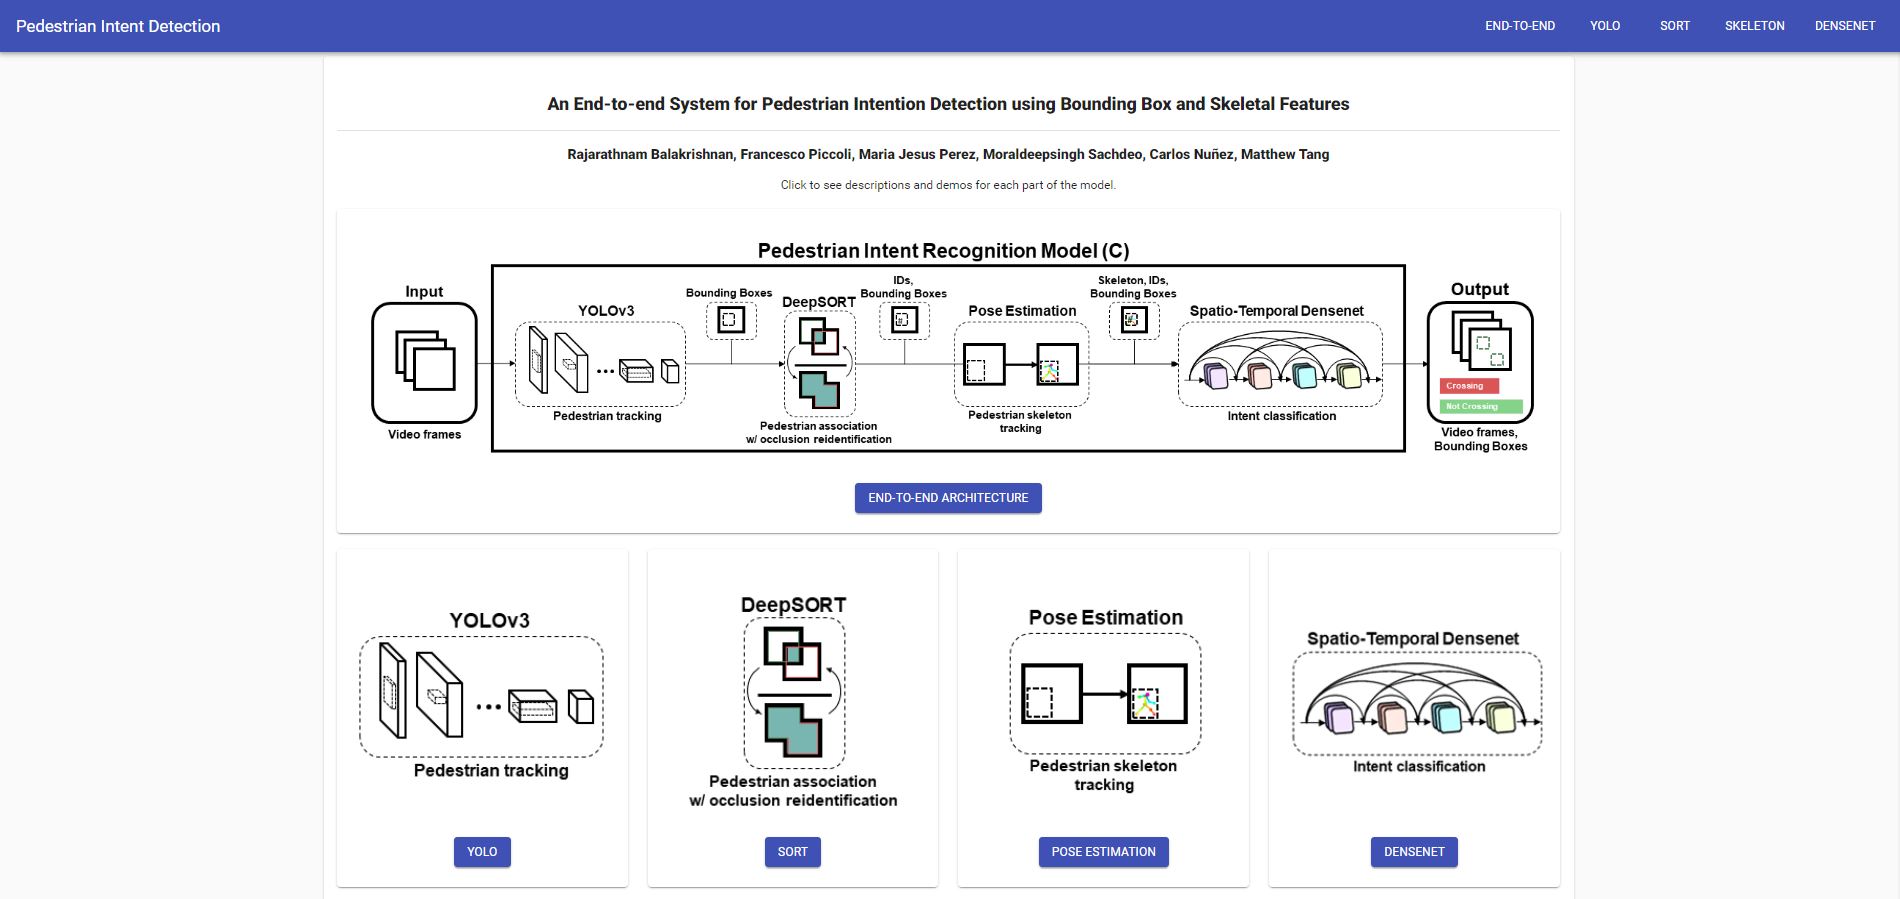 Pedestrian Intent Detection
END-TO-END YOLO SORT SKELETON DENSENET
An End-to-end System for Pedestrian Intention Detection using Bounding Box and Skeletal Features
Rajarathnam Balakrishnan, Francesco Piccoli, Maria Jesus Perez, Moraldeepsingh Sachdeo, Carlos Nuñez, Matthew Tang
Click to see descriptions and demos for each part of the model.
Pedestrian Intent Recognition Model (C)
Input
Video frames
YOLOv3
Pedestrian tracking
Bounding Boxes
DeepSORT
Pedestrian association
w/ occlusion reidentification
IDs,
Bounding Boxes
Pose Estimation
Pedestrian skeleton
tracking
Skeleton, IDs,
Bounding Boxes
Spatio-Temporal Densenet
Intent classification
Output
Crossing
Not Crossing
Video frames,
Bounding Boxes
END-TO-END ARCHITECTURE
YOLOv3
Pedestrian tracking
YOLO
DeepSORT
Pedestrian association
w/ occlusion reidentification
SORT
Pose Estimation
Pedestrian skeleton
tracking
POSE ESTIMATION
Spatio-Temporal Densenet
Intent classification
DENSENET